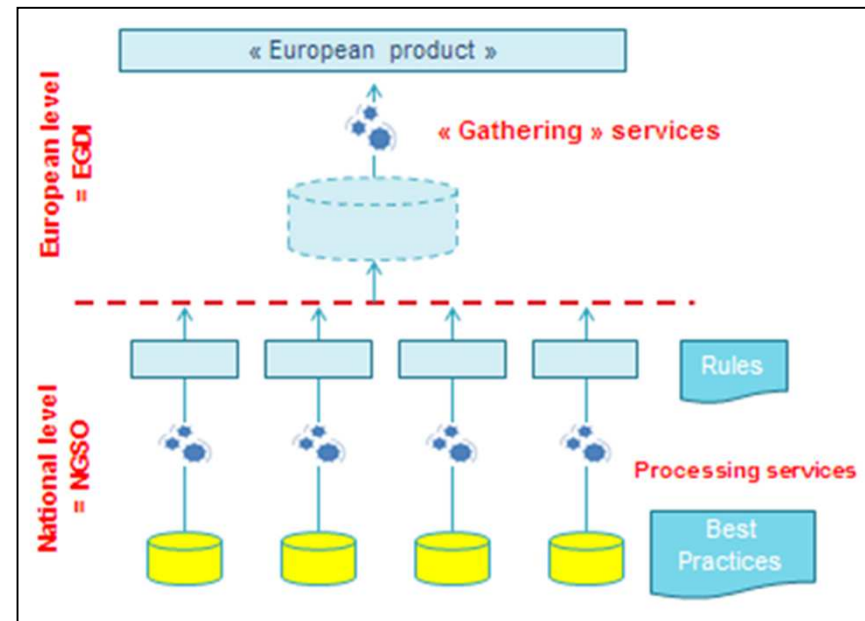 « European product »
« Gathering » services
European level
= EGDI
Rules
National level
= NGSO
Processing services
Best
Practices